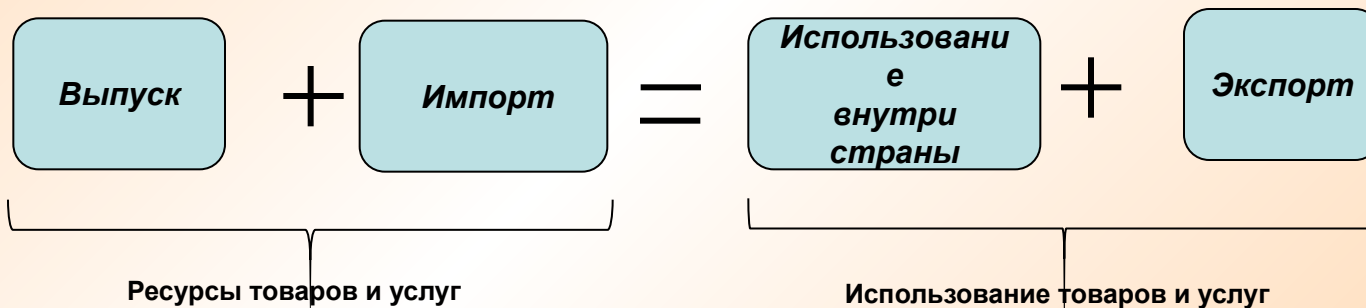 Выпуск
+
Импорт
=
Использовани
е
внутри
страны
+
Экспорт
Ресурсы товаров и услуг
Использование товаров и услуг